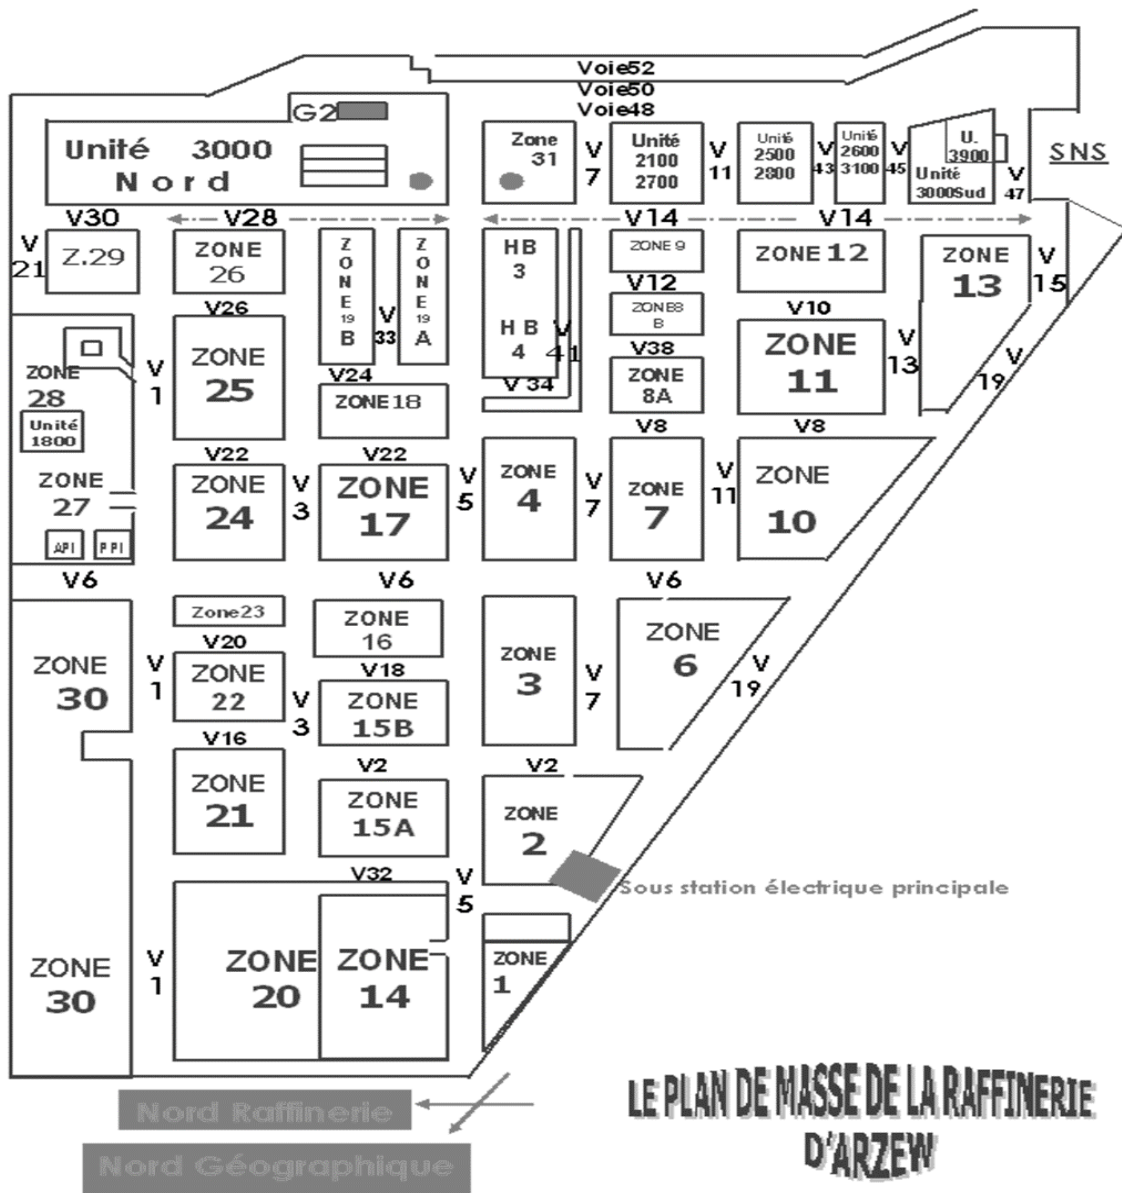 Voie52
Voie50
Voie48
G2
Unité 3000
Nord
Zone
31
V
7
Unité
2100
2700
V
11
Unité
2500
2800
V
43
Unité
2600
3100
V
45
U.
3900
Unité
3000Sud
V
47
SNS
V30
V28
V14
V14
V
21
Z.29
ZONE
26
ZONE 19 B
V
33
ZONE 19 A
HB
3
HB
4
V
41
ZONE 9
V12
ZONE8
B
V38
ZONE
8A
ZONE 12
V10
ZONE
11
V
13
ZONE
13
V
15
V
19
V26
ZONE
25
V
1
ZONE
28
Unité
1800
ZONE
27
API
PPI
V24
ZONE 18
V 34
V22
V22
V8
V8
ZONE
24
V
3
ZONE
17
V
5
ZONE
4
V
7
ZONE
7
V
11
ZONE
10
V6
V6
V6
ZONE
30
V
1
Zone23
V20
ZONE
22
V
3
ZONE
16
V18
ZONE
15B
ZONE
3
V
7
ZONE
6
V
19
V16
ZONE
21
V2
ZONE
15A
V2
ZONE
2
V32
V
5
Sous station électrique principale
ZONE
30
V
1
ZONE
20
ZONE
14
ZONE
1
Nord Raffinerie
Nord Géographique
LE PLAN DE MASSE DE LA RAFFINERIE
D'ARZEW